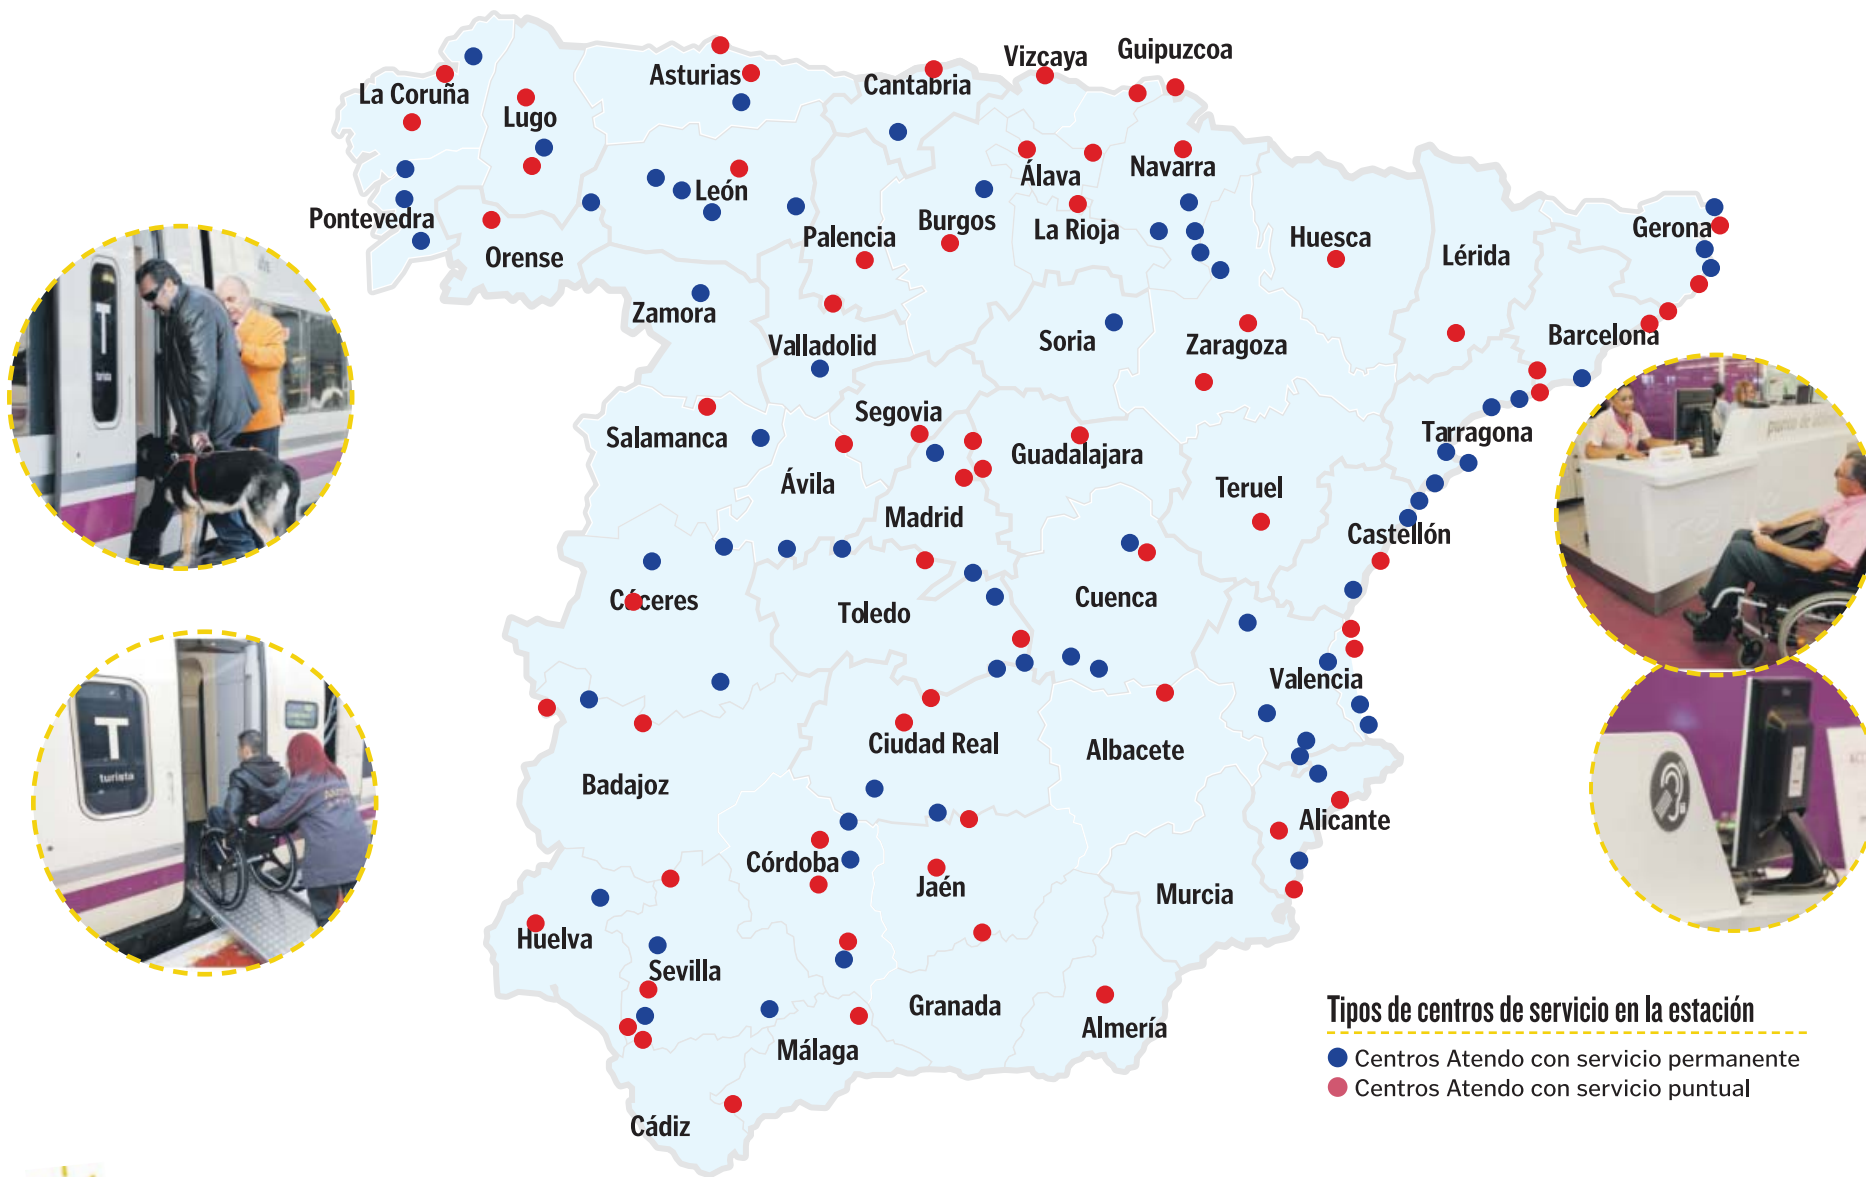 Vizcaya
Guipuzcoa
Asturias
Cantabria
La Coruña
Lugo
Álava
Navarra
León
Pontevedra
Palencia
Burgos
La Rioja
Huesca
Lérida
Gerona
Orense
Zamora
Valladolid
Soria
Zaragoza
Barcelona
Segovia
Salamanca
Guadalajara
Tarragona
Ávila
Teruel
Madrid
Castellón
Cáceres
Toledo
Cuenca
Valencia
Ciudad Real
Albacete
Badajoz
Alicante
Córdoba
Jaén
Murcia
Huelva
Sevilla
Granada
Almería
Málaga
Cádiz
T
turista
T
turista
Tipos de centros de servicio en la estación
Centros Atendo con servicio permanente
Centros Atendo con servicio puntual